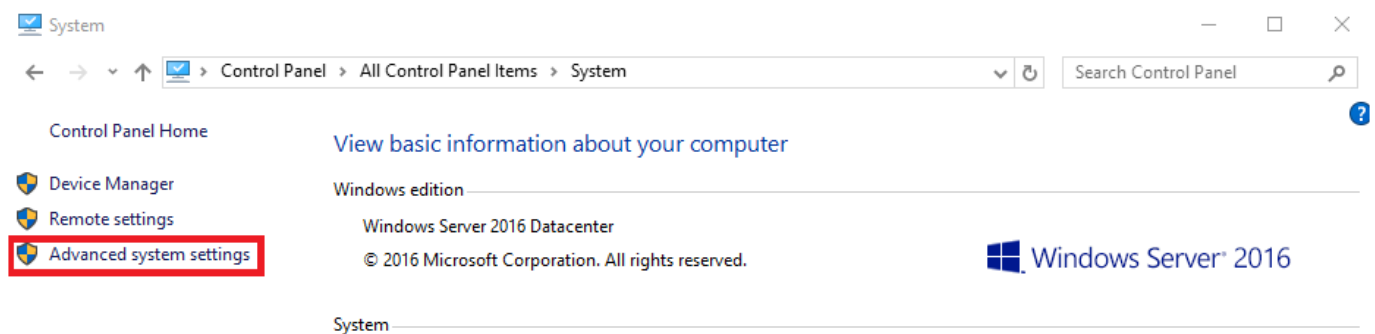 System
Control Panel > All Control Panel Items > System
Search Control Panel
?
Control Panel Home
View basic information about your computer
Device Manager
Windows edition
Remote settings
Windows Server 2016 Datacenter
Advanced system settings
© 2016 Microsoft Corporation. All rights reserved.
Windows Server® 2016
System